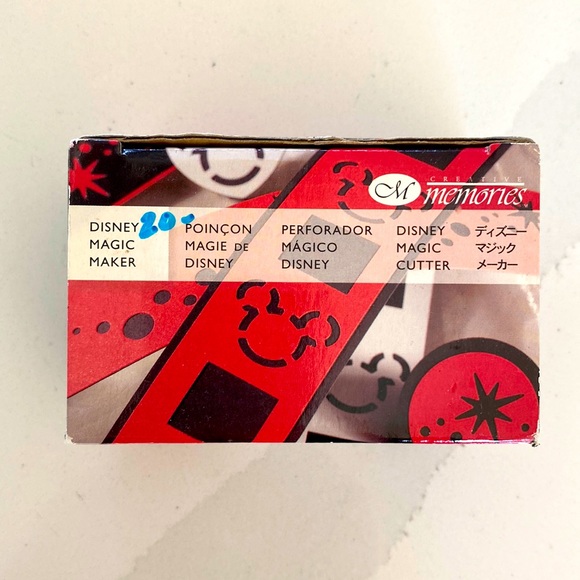 M
CREATIVE
memories
DISNEY
MAGIC
MAKER
20-
POINÇON
MAGIE DE
DISNEY
PERFORADOR
MÁGICO
DISNEY
DISNEY
MAGIC
CUTTER
ディズニー
マジック
メーカー